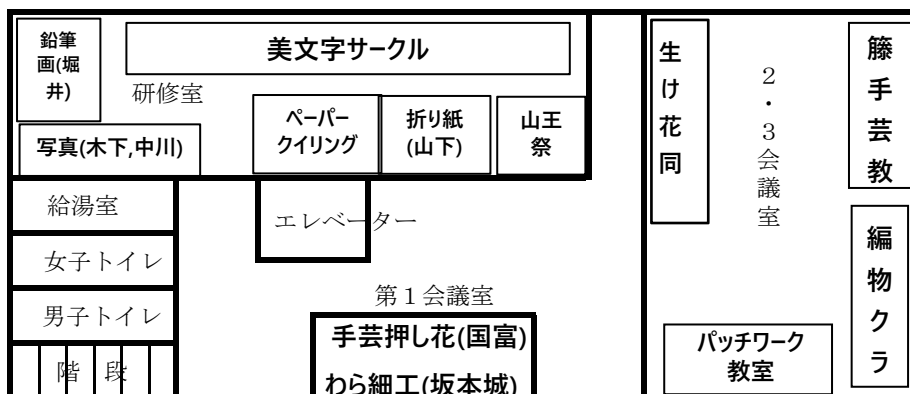 鉛筆
画(堀
井)
美文字サークル
研修室
ペーパー
クイリング
折り紙
(山下)
山王
祭
写真(木下,中川)
生け花同
2・3会議室
籐手芸教
給湯室
エレベーター
女子トイレ
編物クラ
第1会議室
男子トイレ
手芸押し花(国富)
パッチワーク
教室
階段
わら細工(坂本城)